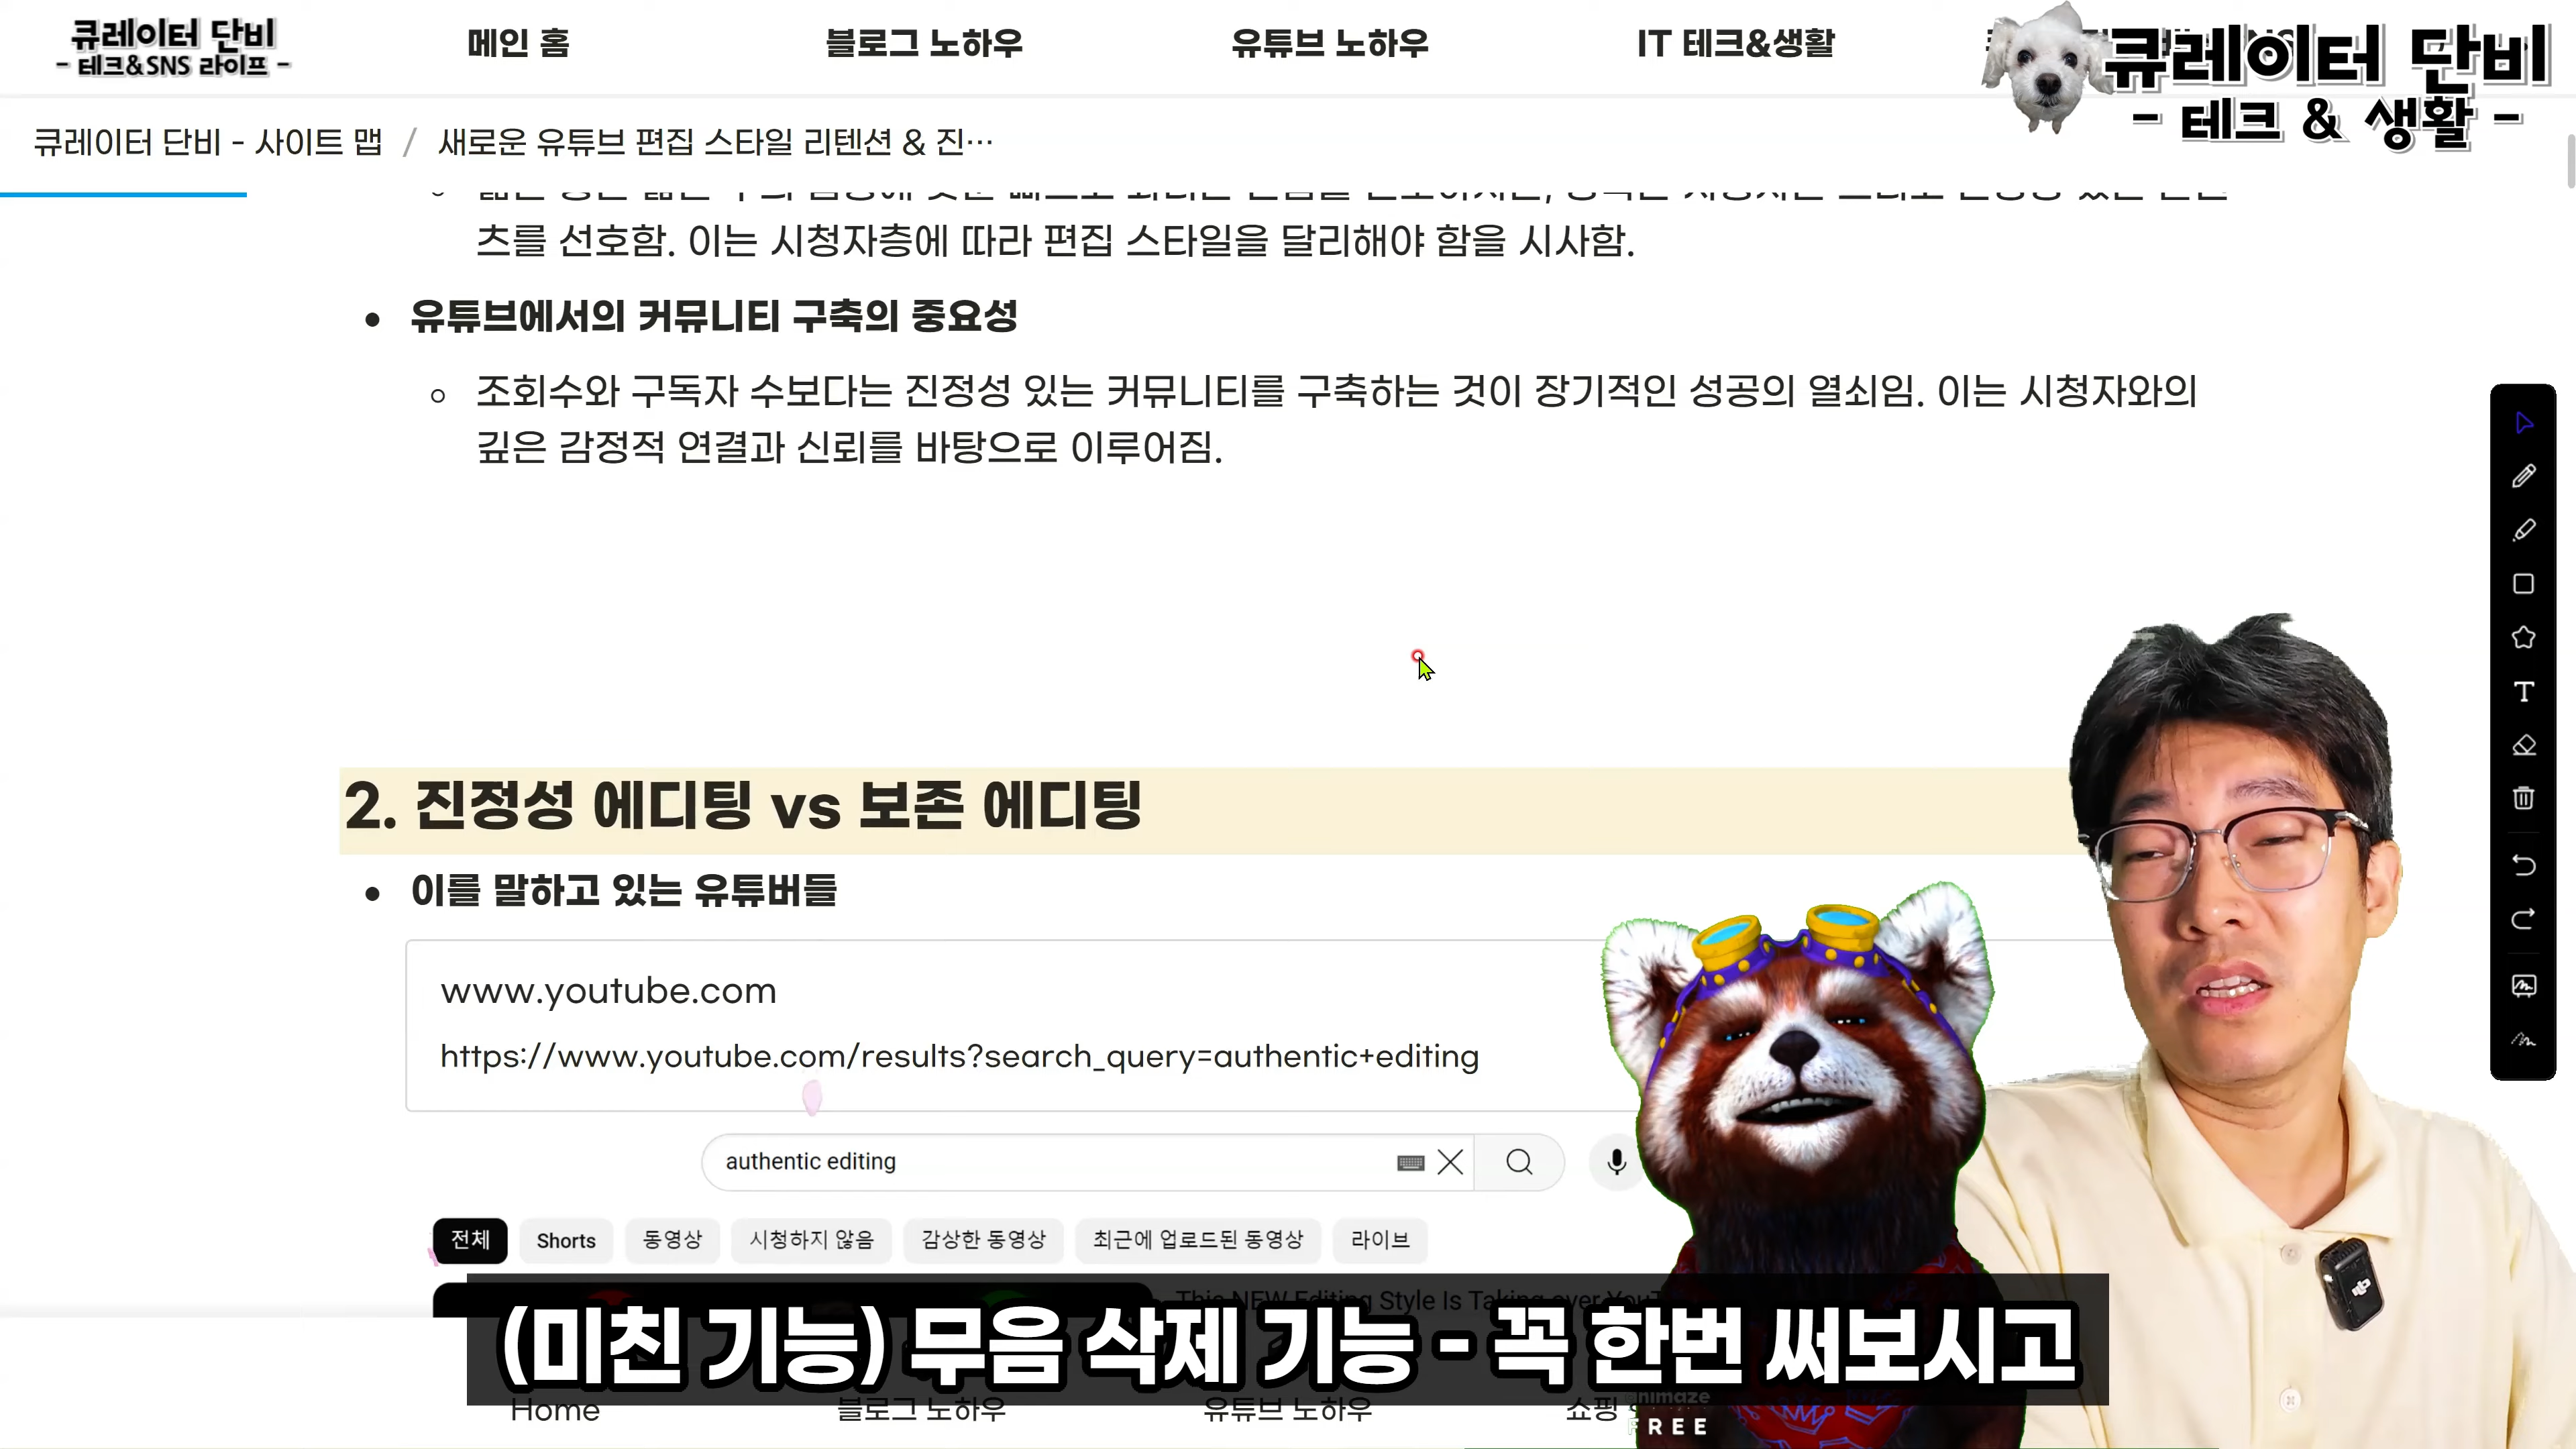 큐레이터 단비
- 테크&SNS 라이프 -
메인 홈
블로그 노하우
유튜브 노하우
IT 테크&생활
큐레이터 단비
- 테크 & 생활 -
큐레이터 단비 - 사이트 맵 / 새로운 유튜브 편집 스타일 리텐션 & 진…
츠를 선호함. 이는 시청자층에 따라 편집 스타일을 달리해야 함을 시사함.
유튜브에서의 커뮤니티 구축의 중요성
조회수와 구독자 수보다는 진정성 있는 커뮤니티를 구축하는 것이 장기적인 성공의 열쇠임. 이는 시청자와의
깊은 감정적 연결과 신뢰를 바탕으로 이루어짐.
2. 진정성 에디팅 vs 보존 에디팅
이를 말하고 있는 유튜버들
www.youtube.com
https://www.youtube.com/results?search_query=authentic+editing
authentic editing
전체
Shorts
동영상
시청하지 않음
감상한 동영상
최근에 업로드된 동영상
라이브
This NEW Editing Style Is Taking over
(미친 기능) 무음 삭제 기능 - 꼭 한번 써보시고
Home
블로그 노하우
유튜브 노하우
쇼핑
animaze
FREE